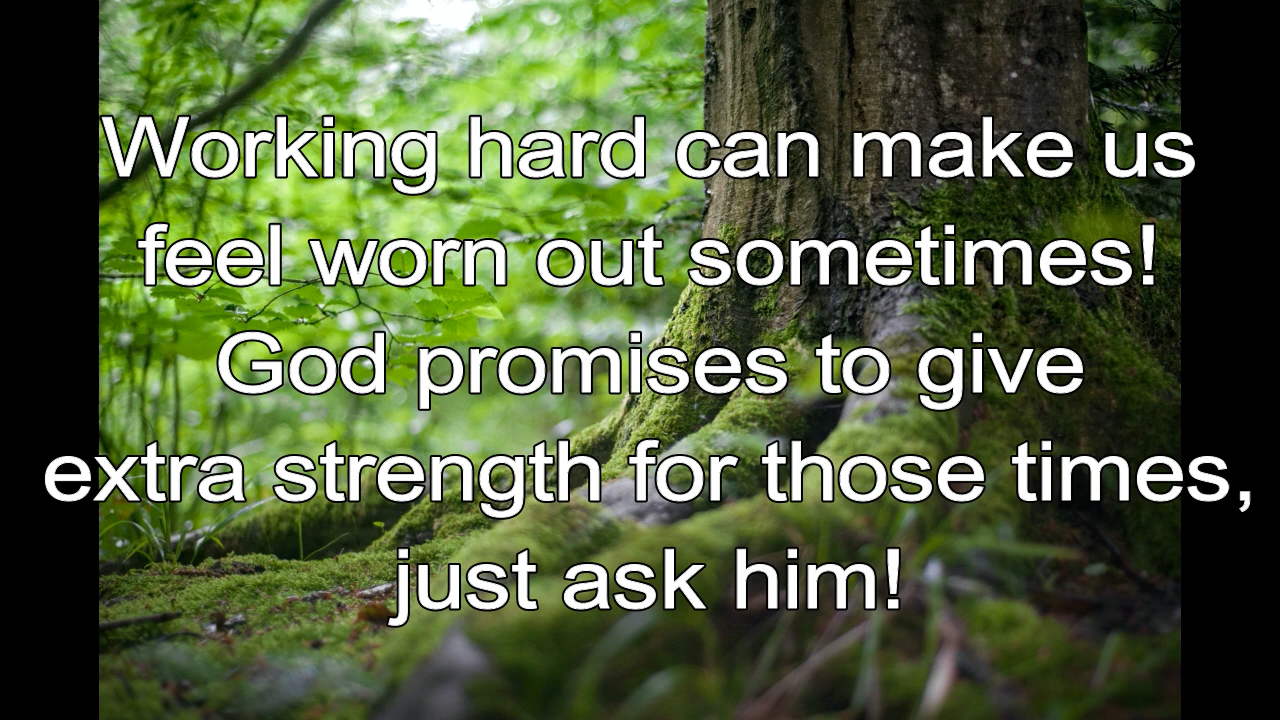 Working hard can make us
feel worn out sometimes!
God promises to give
extra strength for those times,
just ask him!